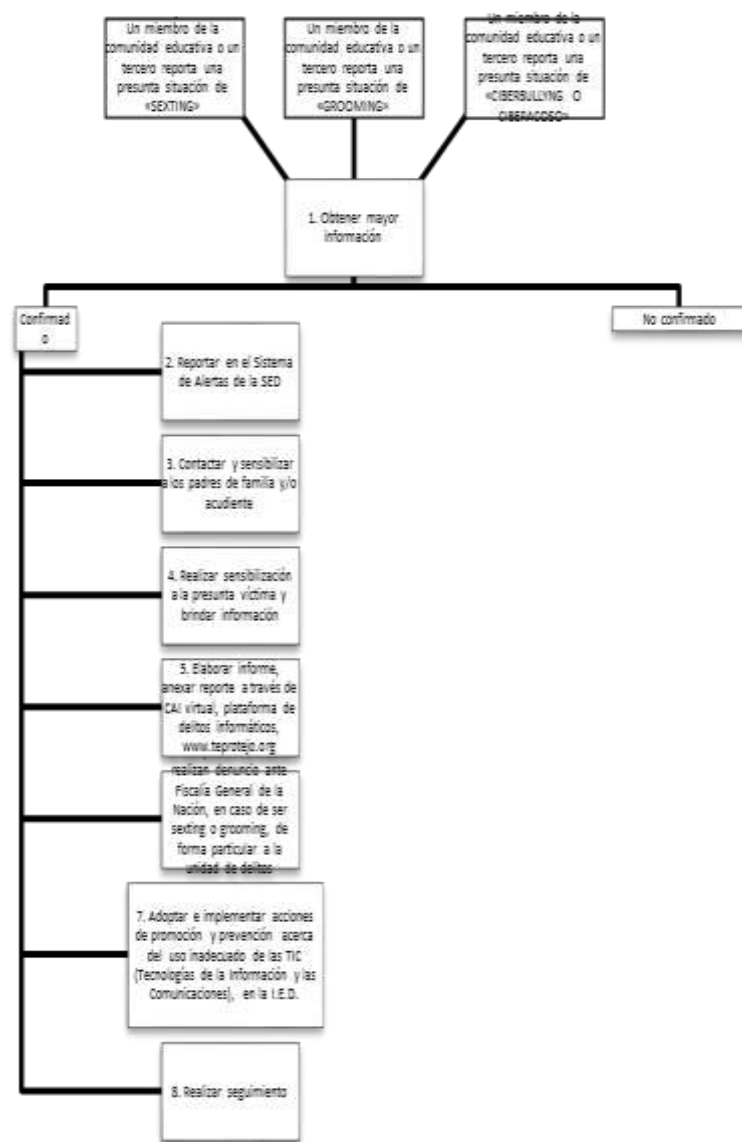 Un miembro de la
comunidad educativa o un
tercero reporta una
presunta situación de
«SEXTING»
Un miembro de la
comunidad educativa o un
tercero reporta una
presunta situación de
«GROOMING»
Un miembro de la
comunidad educativa o un
tercero reporta una
presunta situación de
«CIBERBULLYNG O
CIBERACOSO»
1. Obtener mayor
información
Confirmad
o
No confirmado
2. Reportar en el Sistema
de Alertas de la SED
3. Contactar y sensibilizar
a los padres de familia y/o
acudiente
4. Realizar sensibilización
a la presunta víctima y
brindar información
5. Elaborar informe,
anexar reporte a través de
CAI virtual, plataforma de
delitos informáticos,
www.teprotejo.org
realizan denuncio ante
Fiscalía General de la
Nación, en caso de ser
sexting o grooming, de
forma particular a la
unidad de delitos
7. Adoptar e implementar acciones
de promoción y prevención acerca
del uso inadecuado de las TIC
(Tecnologías de la Información y las
Comunicaciones), en la I.E.D.
8. Realizar seguimiento